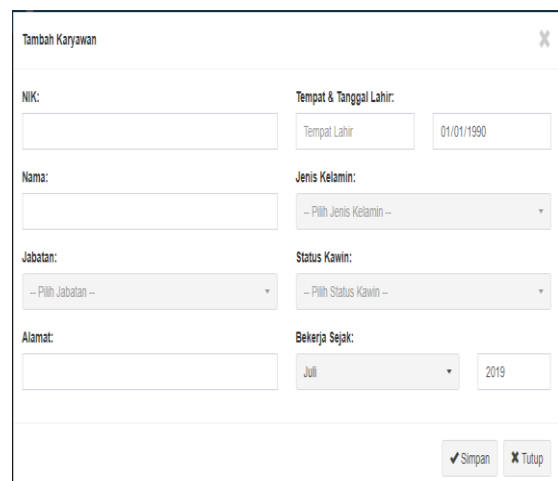 Tambah Karyawan
NIK:
Tempat & Tanggal Lahir:
Tempat Lahir
01/01/1990
Nama:
Jenis Kelamin:
-- Pilih Jenis Kelamin --
Jabatan:
Status Kawin:
-- Pilih Jabatan --
-- Pilih Status Kawin --
Alamat:
Bekerja Sejak:
Juli
2019
Simpan
Tutup